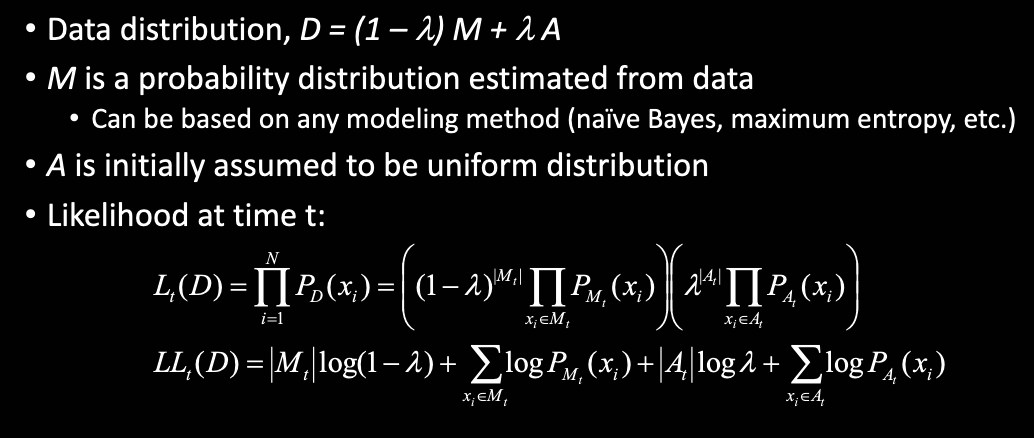 • Data distribution, D = (1 – λ) M + λ A
• M is a probability distribution estimated from data
• Can be based on any modeling method (naïve Bayes, maximum entropy, etc.)
• A is initially assumed to be uniform distribution
• Likelihood at time t:
$L_t(D) = \prod_{i=1}^{N} P_D(x_i) = \left( (1-\lambda)^{|M_t|} \prod_{x_i \in M_t} P_{M_t}(x_i) \right) \left( \lambda^{|A_t|} \prod_{x_i \in A_t} P_{A_t}(x_i) \right)$
$LL_t(D) = |M_t| \log(1-\lambda) + \sum_{x_i \in M_t} \log P_{M_t}(x_i) + |A_t| \log \lambda + \sum_{x_i \in A_t} \log P_{A_t}(x_i)$